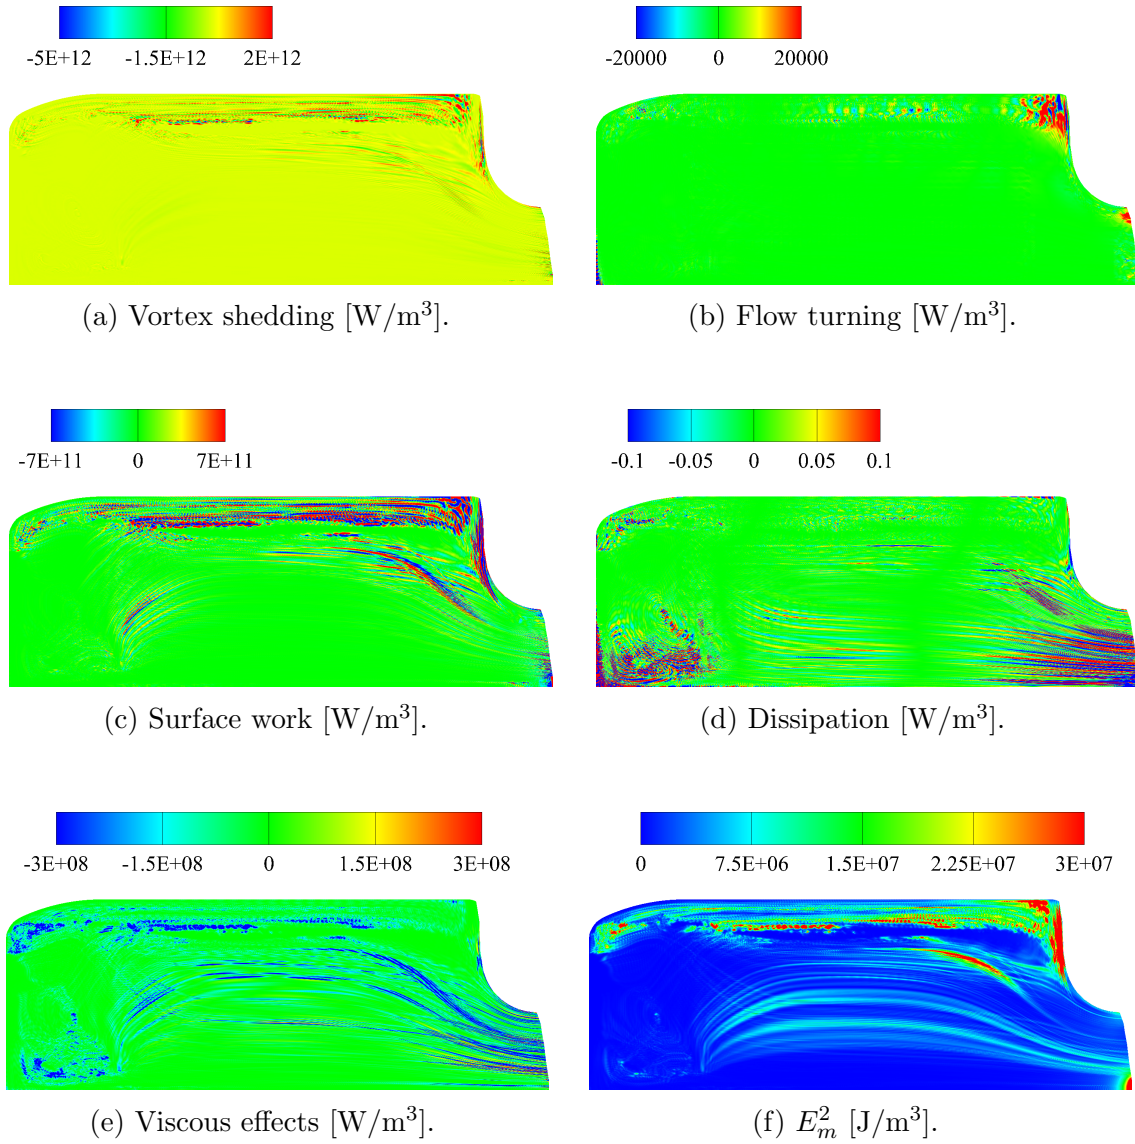 -5E+12 -1.5E+12 2E+12
-20000 0 20000
(a) Vortex shedding [W/m³].
(b) Flow turning [W/m³].
-7E+11 0 7E+11
-0.1 -0.05 0 0.05 0.1
(c) Surface work [W/m³].
(d) Dissipation [W/m³].
-3E+08 -1.5E+08 0 1.5E+08 3E+08
0 7.5E+06 1.5E+07 2.25E+07 3E+07
(e) Viscous effects [W/m³].
(f) E²ₘ [J/m³].